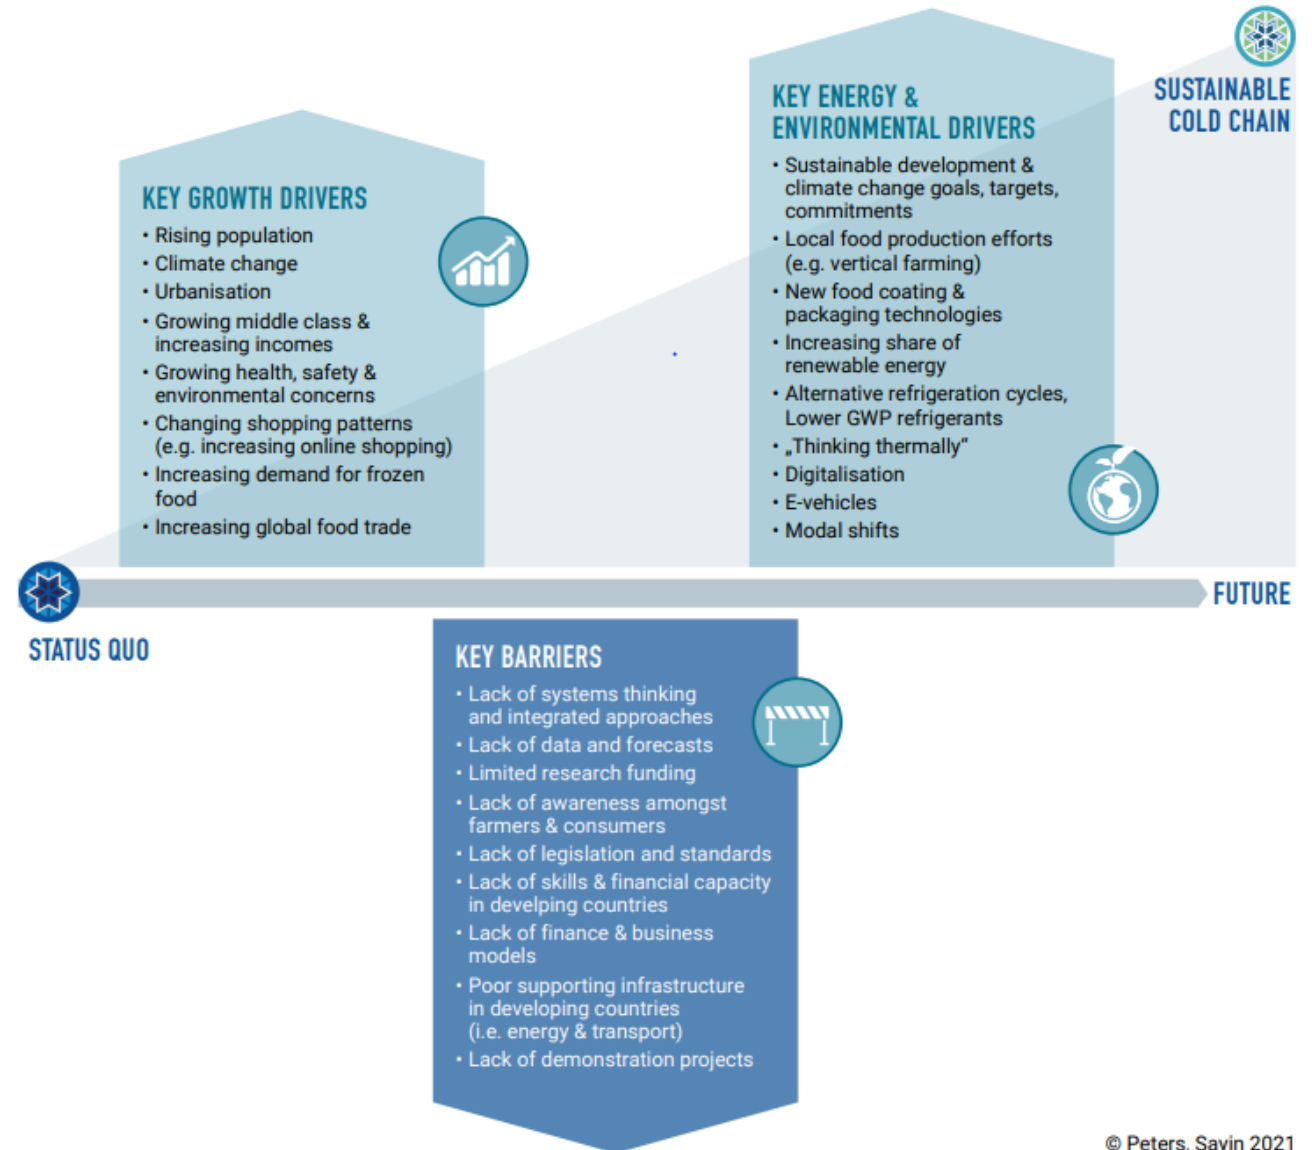 KEY GROWTH DRIVERS
• Rising population
• Climate change
• Urbanisation
• Growing middle class &
increasing incomes
• Growing health, safety &
environmental concerns
• Changing shopping patterns
(e.g. increasing online shopping)
• Increasing demand for frozen
food
• Increasing global food trade
KEY ENERGY &
ENVIRONMENTAL DRIVERS
• Sustainable development &
climate change goals, targets,
commitments
• Local food production efforts
(e.g. vertical farming)
• New food coating &
packaging technologies
• Increasing share of
renewable energy
• Alternative refrigeration cycles,
Lower GWP refrigerants
• „Thinking thermally“
• Digitalisation
• E-vehicles
• Modal shifts
SUSTAINABLE
COLD CHAIN
STATUS QUO
FUTURE
KEY BARRIERS
• Lack of systems thinking
and integrated approaches
• Lack of data and forecasts
• Limited research funding
• Lack of awareness amongst
farmers & consumers
• Lack of legislation and standards
• Lack of skills & financial capacity
in develping countries
• Lack of finance & business
models
• Poor supporting infrastructure
in developing countries
(i.e. energy & transport)
• Lack of demonstration projects
© Peters, Sayin 2021